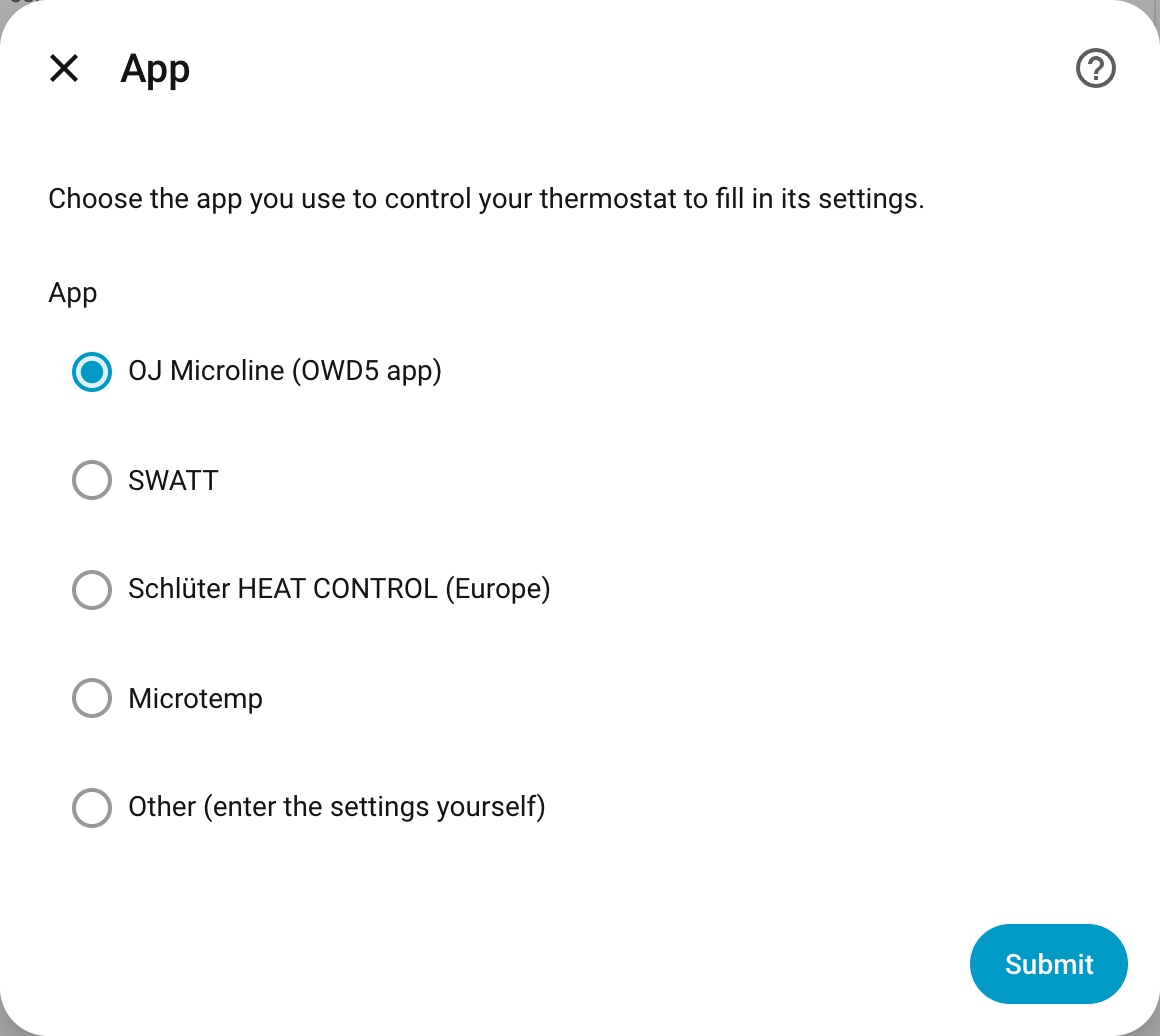 App
Choose the app you use to control your thermostat to fill in its settings.
App
OJ Microline (OWD5 app)
SWATT
Schlüter HEAT CONTROL (Europe)
Microtemp
Other (enter the settings yourself)
Submit